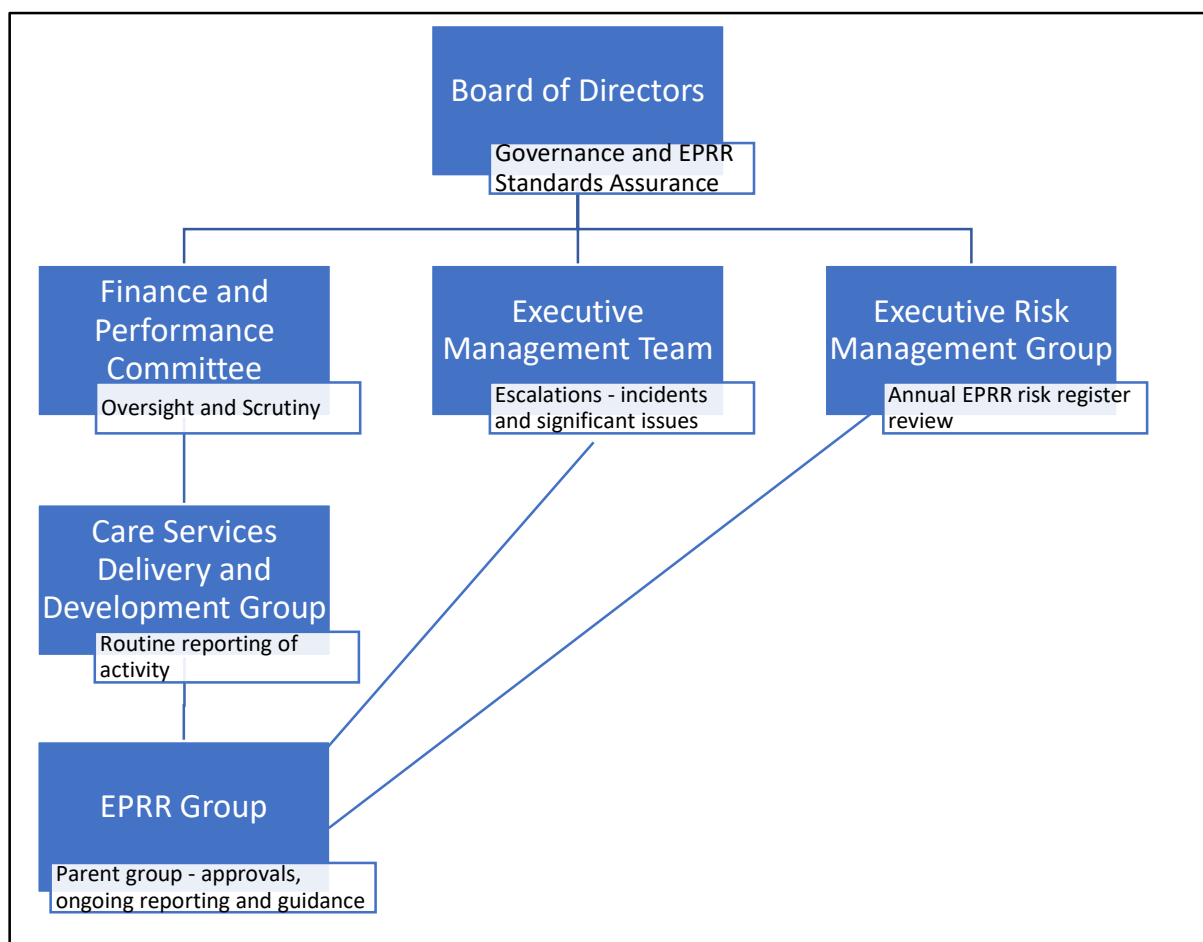 Board of Directors
Governance and EPRR
Standards Assurance
Finance and
Performance
Committee
Oversight and Scrutiny
Executive
Management Team
Escalations - incidents
and significant issues
Executive Risk
Management Group
Annual EPRR risk register
review
Care Services
Delivery and
Development Group
Routine reporting of
activity
EPRR Group
Parent group - approvals,
ongoing reporting and guidance